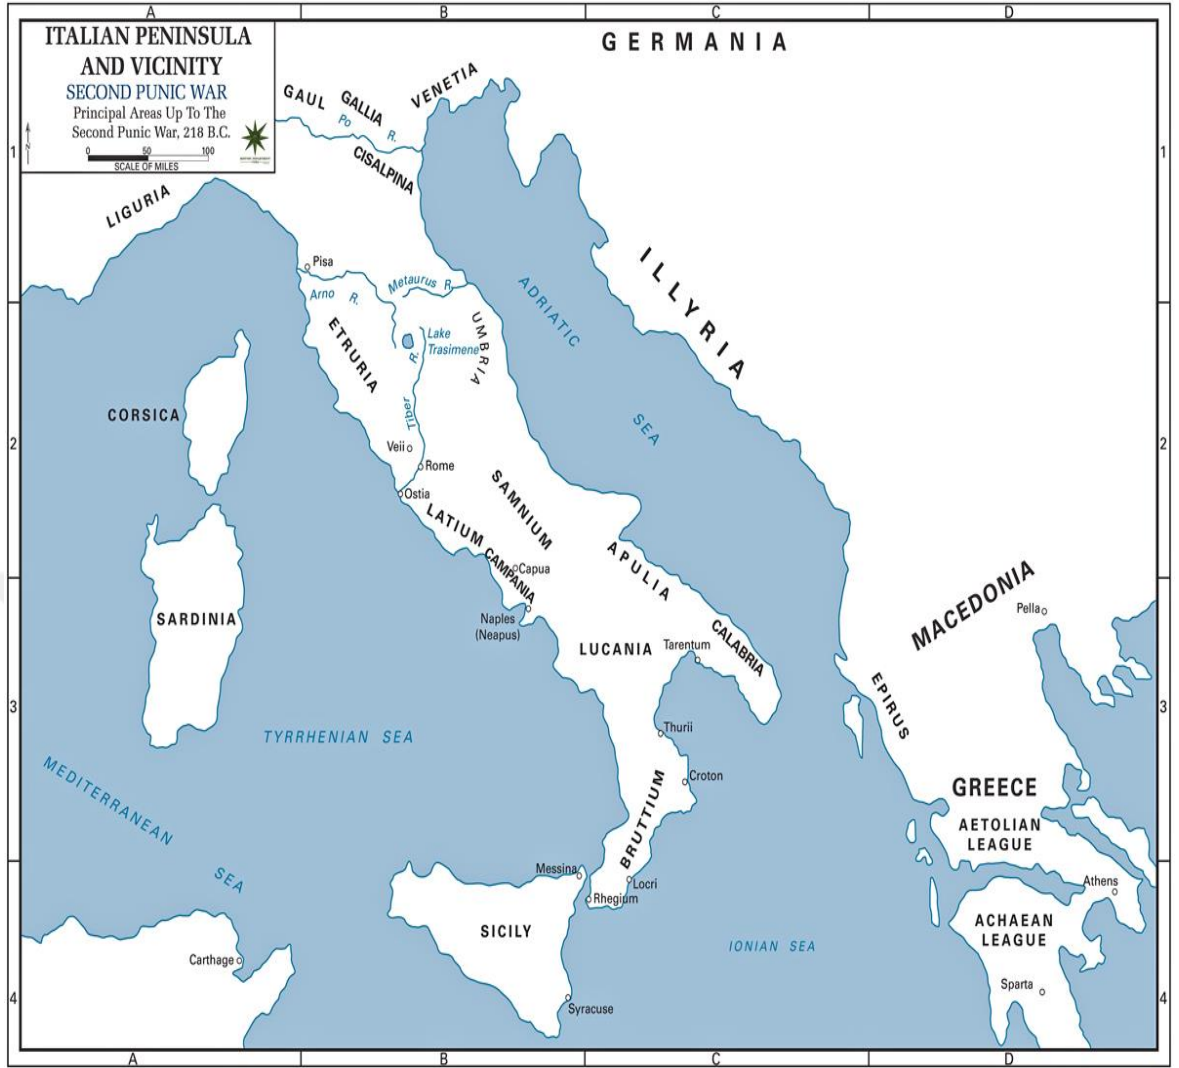 A
B
C
D
ITALIAN PENINSULA
AND VICINITY
SECOND PUNIC WAR
Principal Areas Up To The
Second Punic War, 218 B.C.
N
0 50 100
SCALE OF MILES
GERMANIA
GAUL
GALLIA
Po R.
VENETIA
CISALPINA
1
1
LIGURIA
Pisa
Arno R.
Metaurus R.
ADRIATIC
SEA
ILLYRIA
ETRURIA
Lake
Trasimene
UMBRIA
Tiber R.
CORSICA
2
2
Veii
Rome
Ostia
LATIUM
SAMNIUM
CAMPANIA
Capua
APULIA
Naples
(Neapus)
SARDINIA
LUCANIA
Tarentum
CALABRIA
MACEDONIA
Pella
EPIRUS
3
3
TYRRHENIAN SEA
Thurii
Croton
MEDITERRANEAN
SEA
BRUTTIUM
GREECE
AETOLIAN
LEAGUE
Messina
Locri
Rhegium
Athens
SICILY
ACHAEAN
LEAGUE
IONIAN SEA
Carthage
Sparta
4
4
Syracuse
A
B
C
D